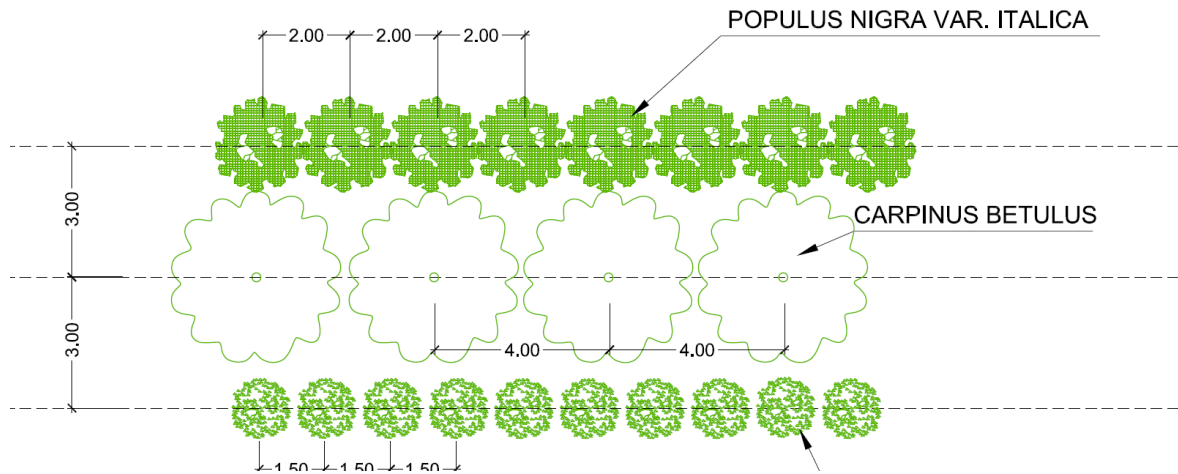 POPULUS NIGRA VAR. ITALICA
2.00 2.00 2.00
3.00
CARPINUS BETULUS
3.00
4.00 4.00
1.50 1.50 1.50